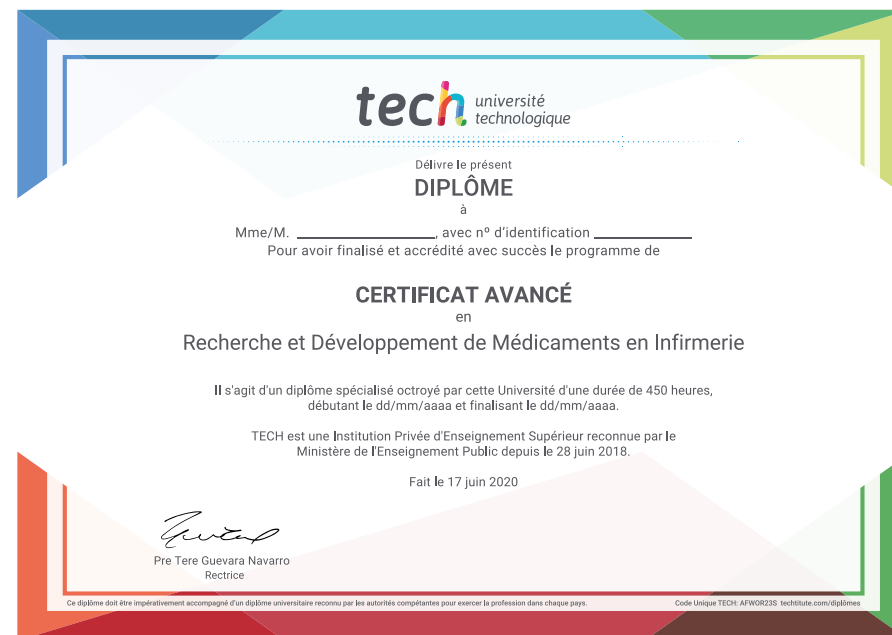 tech université
technologique
Délivre le présent
DIPLÔME
à
Mme/M. ____________________, avec nº d'identification ______________
Pour avoir finalisé et accrédité avec succès le programme de
CERTIFICAT AVANCÉ
en
Recherche et Développement de Médicaments en Infirmerie
Il s'agit d'un diplôme spécialisé octroyé par cette Université d'une durée de 450 heures,
débutant le dd/mm/aaaa et finalisant le dd/mm/aaaa.
TECH est une Institution Privée d'Enseignement Supérieur reconnue par le
Ministère de l'Enseignement Public depuis le 28 juin 2018.
Fait le 17 juin 2020
Pre Tere Guevara Navarro
Rectrice
Ce diplôme doit être impérativement accompagné d'un diplôme universitaire reconnu par les autorités compétantes pour exercer la profession dans chaque pays. Code Unique TECH: AFWOR23S techtitute.com/diplômes